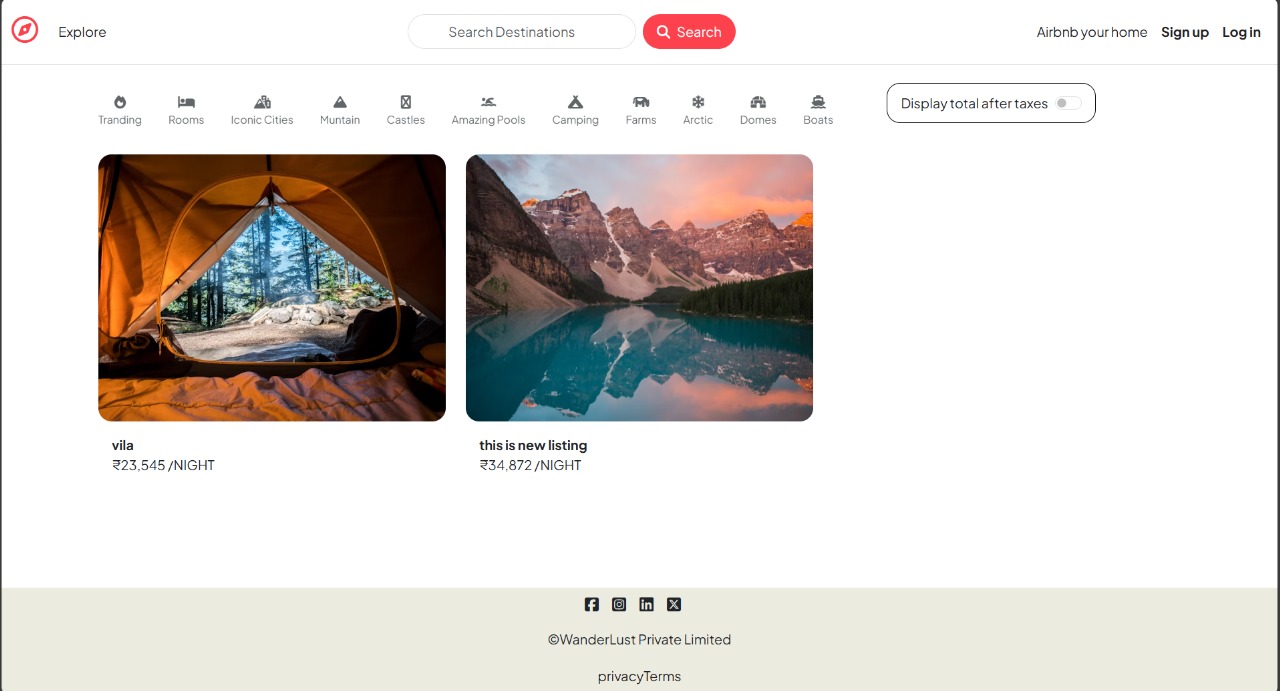 Explore
Search Destinations
Search
Airbnb your home
Sign up
Log in
Tranding
Rooms
Iconic Cities
Muntain
Castles
Amazing Pools
Camping
Farms
Arctic
Domes
Boats
Display total after taxes
vila
₹23,545 /NIGHT
this is new listing
₹34,872 /NIGHT
©WanderLust Private Limited
privacyTerms